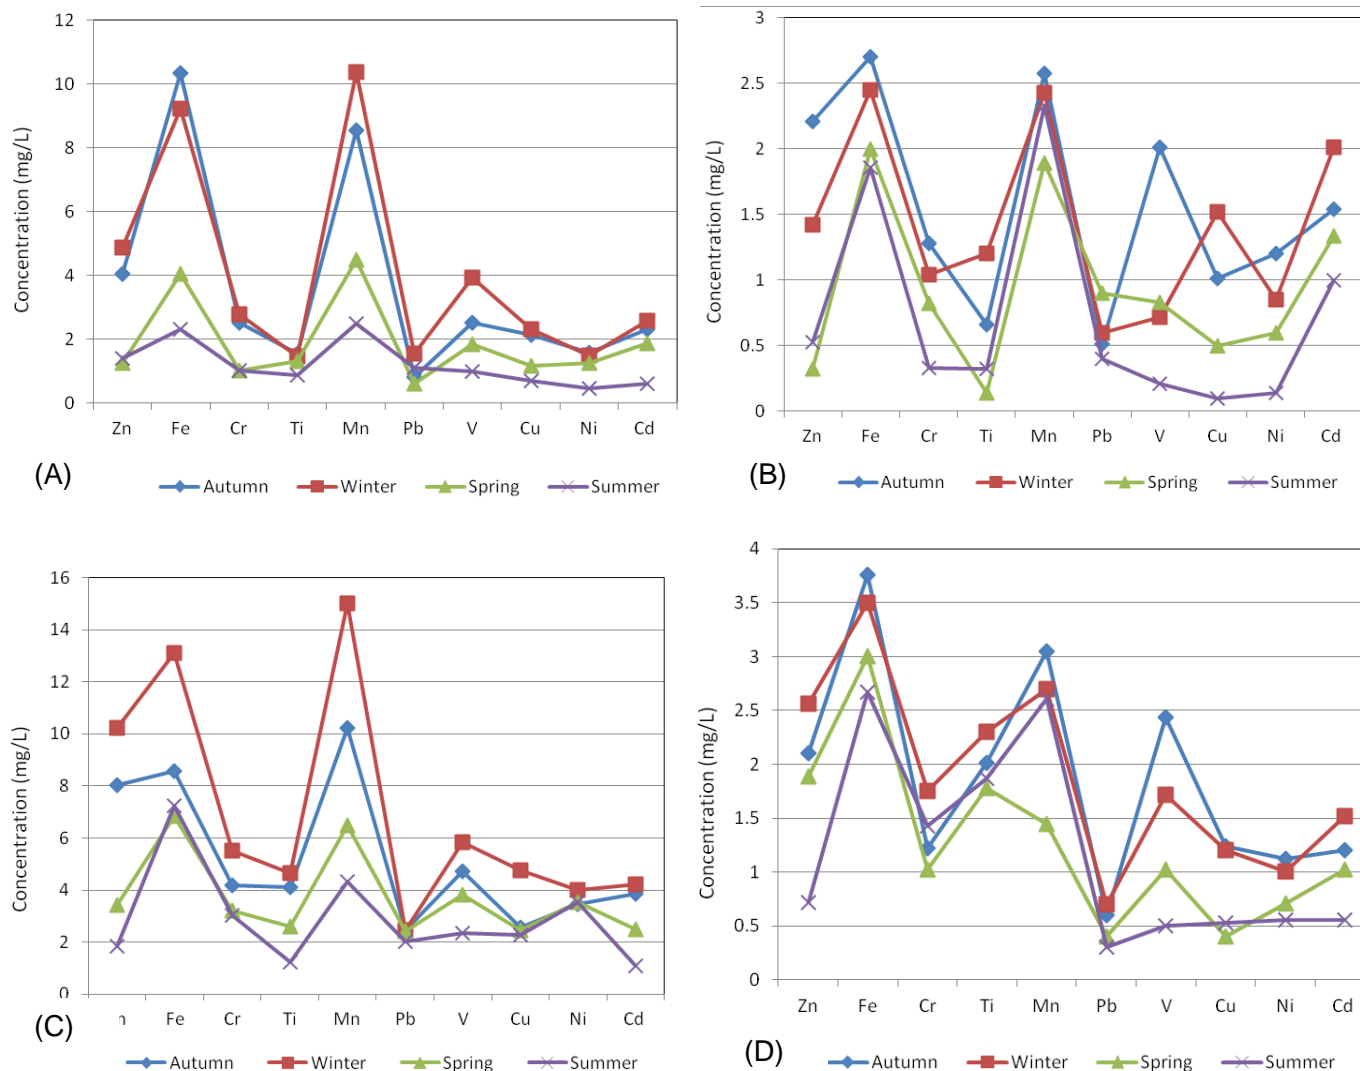 12
10
8
6
4
2
0
Concentration (mg/L)
Zn Fe Cr Ti Mn Pb V Cu Ni Cd
(A)
Autumn Winter Spring Summer
3
2.5
2
1.5
1
0.5
0
Concentration (mg/L)
Zn Fe Cr Ti Mn Pb V Cu Ni Cd
(B)
Autumn Winter Spring Summer
16
14
12
10
8
6
4
2
0
Concentration (mg/L)
Fe Cr Ti Mn Pb V Cu Ni Cd
(C)
Autumn Winter Spring Summer
4
3.5
3
2.5
2
1.5
1
0.5
0
Concentration (mg/L)
Zn Fe Cr Ti Mn Pb V Cu Ni Cd
(D)
Autumn Winter Spring Summer